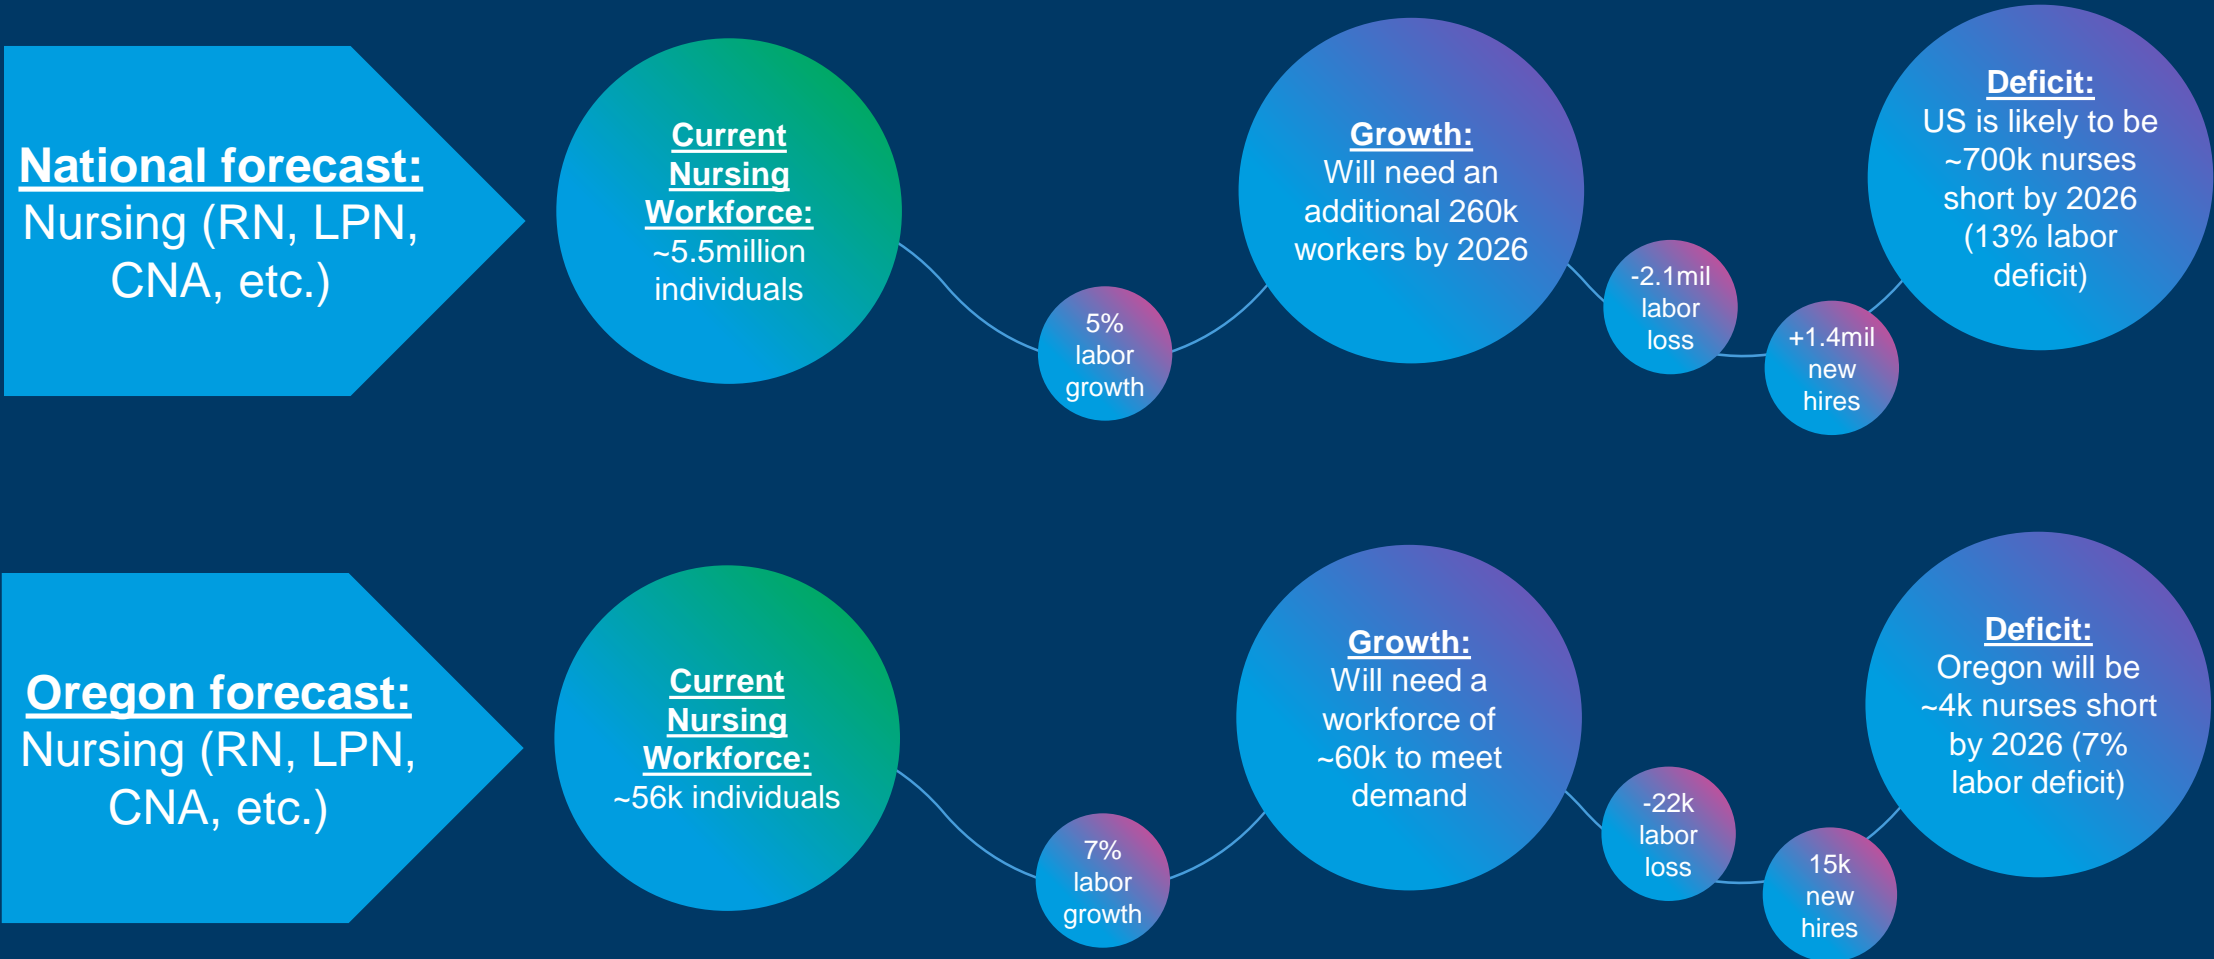 National forecast:
Nursing (RN, LPN,
CNA, etc.)
Current
Nursing
Workforce:
~5.5million
individuals
5%
labor
growth
Growth:
Will need an
additional 260k
workers by 2026
-2.1mil
labor
loss
+1.4mil
new
hires
Deficit:
US is likely to be
~700k nurses
short by 2026
(13% labor
deficit)
Oregon forecast:
Nursing (RN, LPN,
CNA, etc.)
Current
Nursing
Workforce:
~56k individuals
7%
labor
growth
Growth:
Will need a
workforce of
~60k to meet
demand
-22k
labor
loss
15k
new
hires
Deficit:
Oregon will be
~4k nurses short
by 2026 (7%
labor deficit)